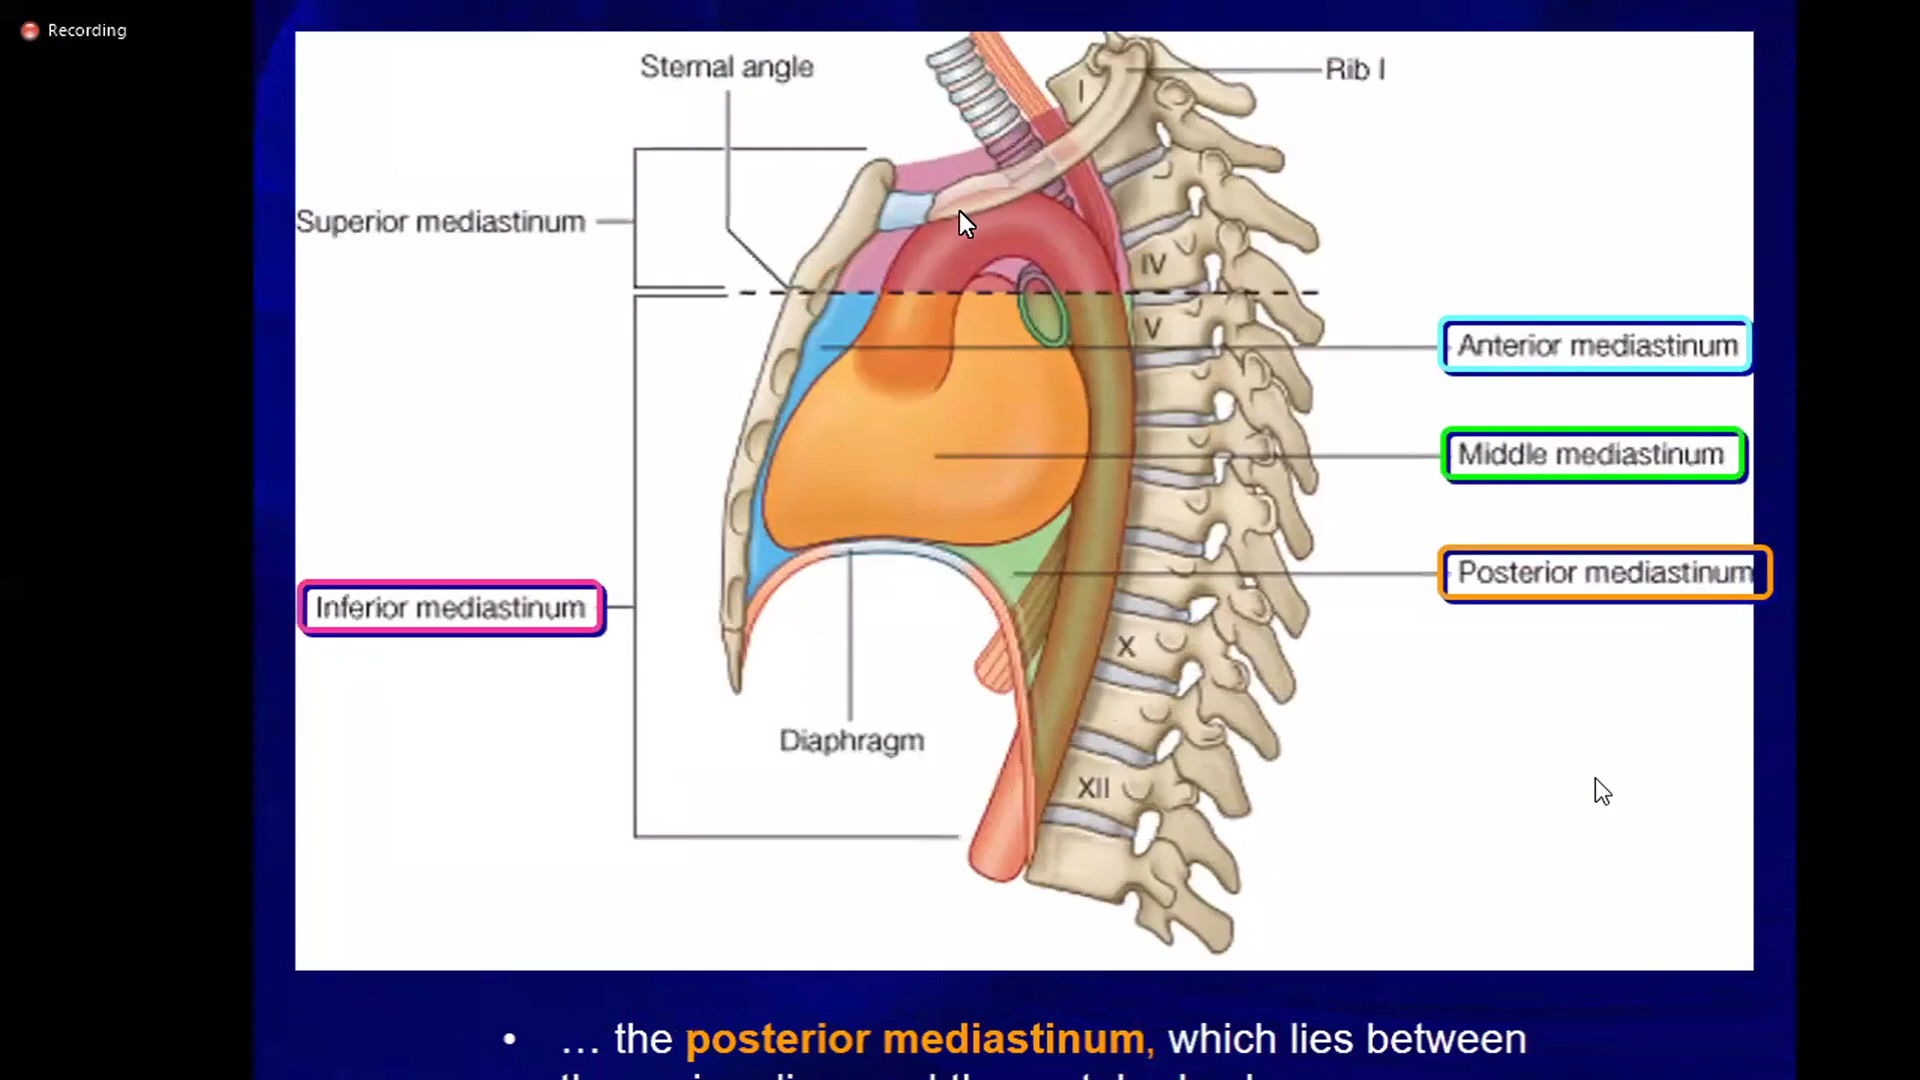 Recording
Sternal angle
Rib I
I
Superior mediastinum
IV
V
Anterior mediastinum
Middle mediastinum
Posterior mediastinum
Inferior mediastinum
X
Diaphragm
XII
• … the posterior mediastinum, which lies between